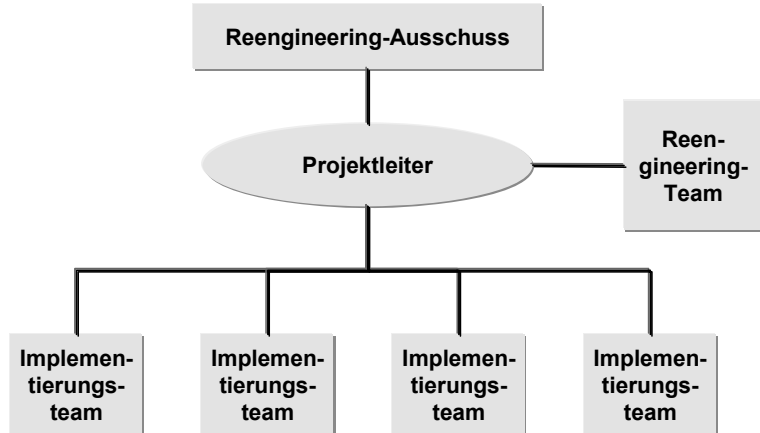 Reengineering-Ausschuss
Projektleiter
Reen-
gineering-
Team
Implemen-
tierungs-
team
Implemen-
tierungs-
team
Implemen-
tierungs-
team
Implemen-
tierungs-
team